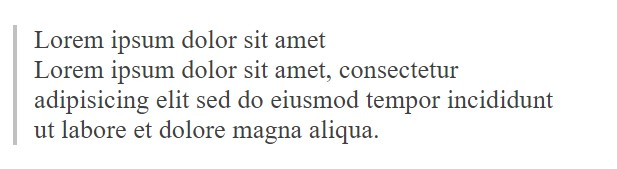 Lorem ipsum dolor sit amet
Lorem ipsum dolor sit amet, consectetur
adipisicing elit sed do eiusmod tempor incididunt
ut labore et dolore magna aliqua.